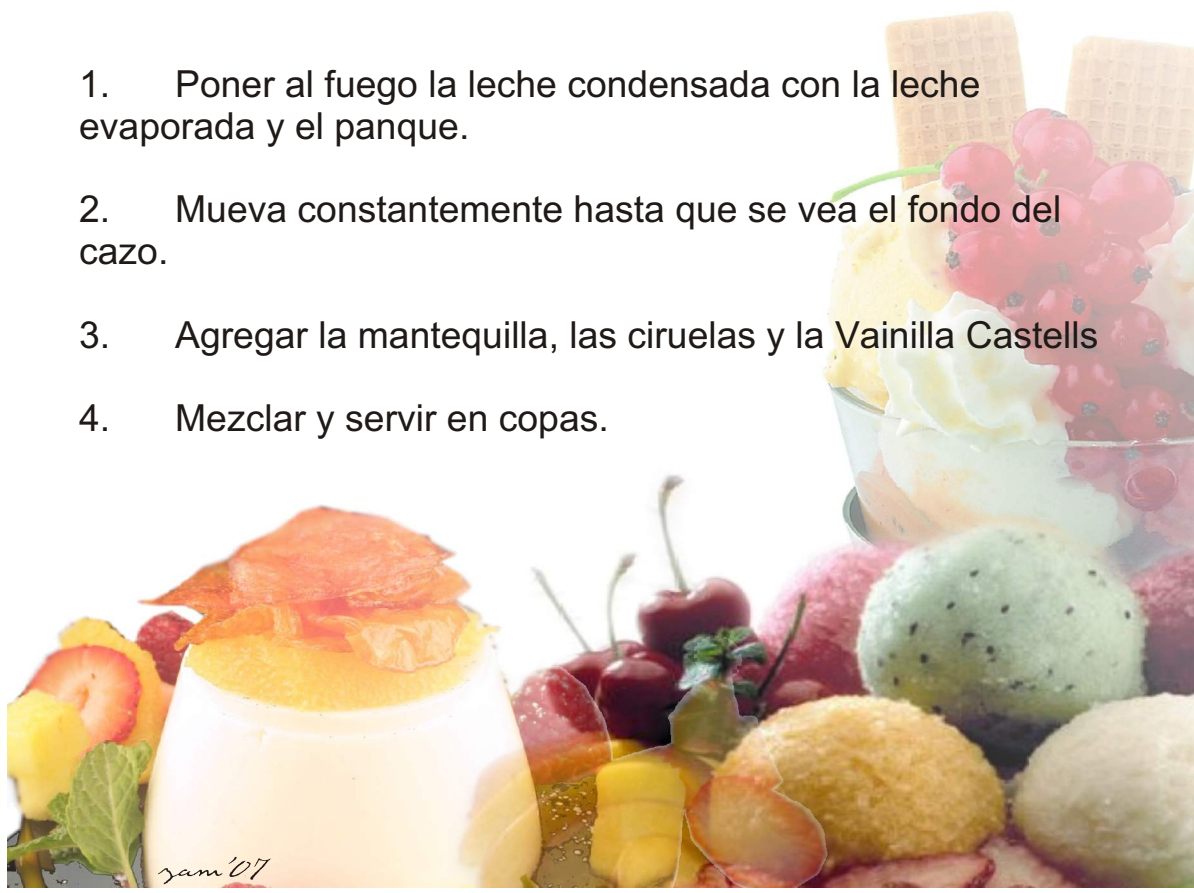 1. Poner al fuego la leche condensada con la leche
evaporada y el panque.
2. Mueva constantemente hasta que se vea el fondo del
cazo.
3. Agregar la mantequilla, las ciruelas y la Vainilla Castells
4. Mezclar y servir en copas.
zam'07